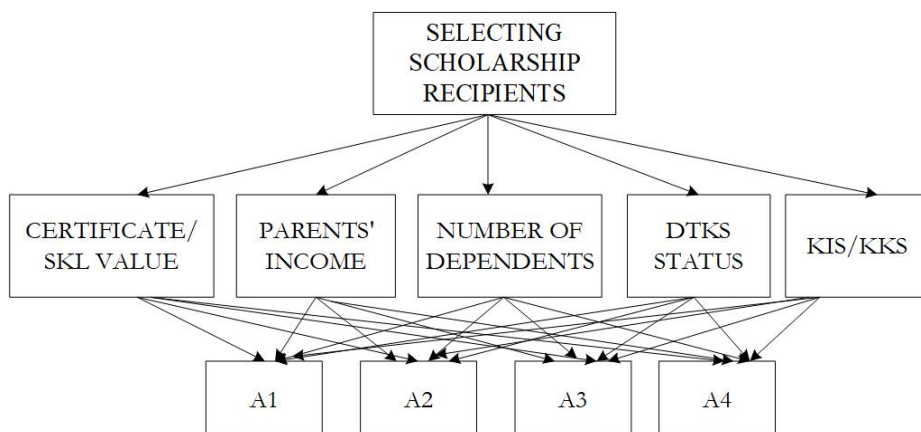 SELECTING
SCHOLARSHIP
RECIPIENTS
CERTIFICATE/
SKL VALUE
PARENTS'
INCOME
NUMBER OF
DEPENDENTS
DTKS
STATUS
KIS/KKS
A1
A2
A3
A4